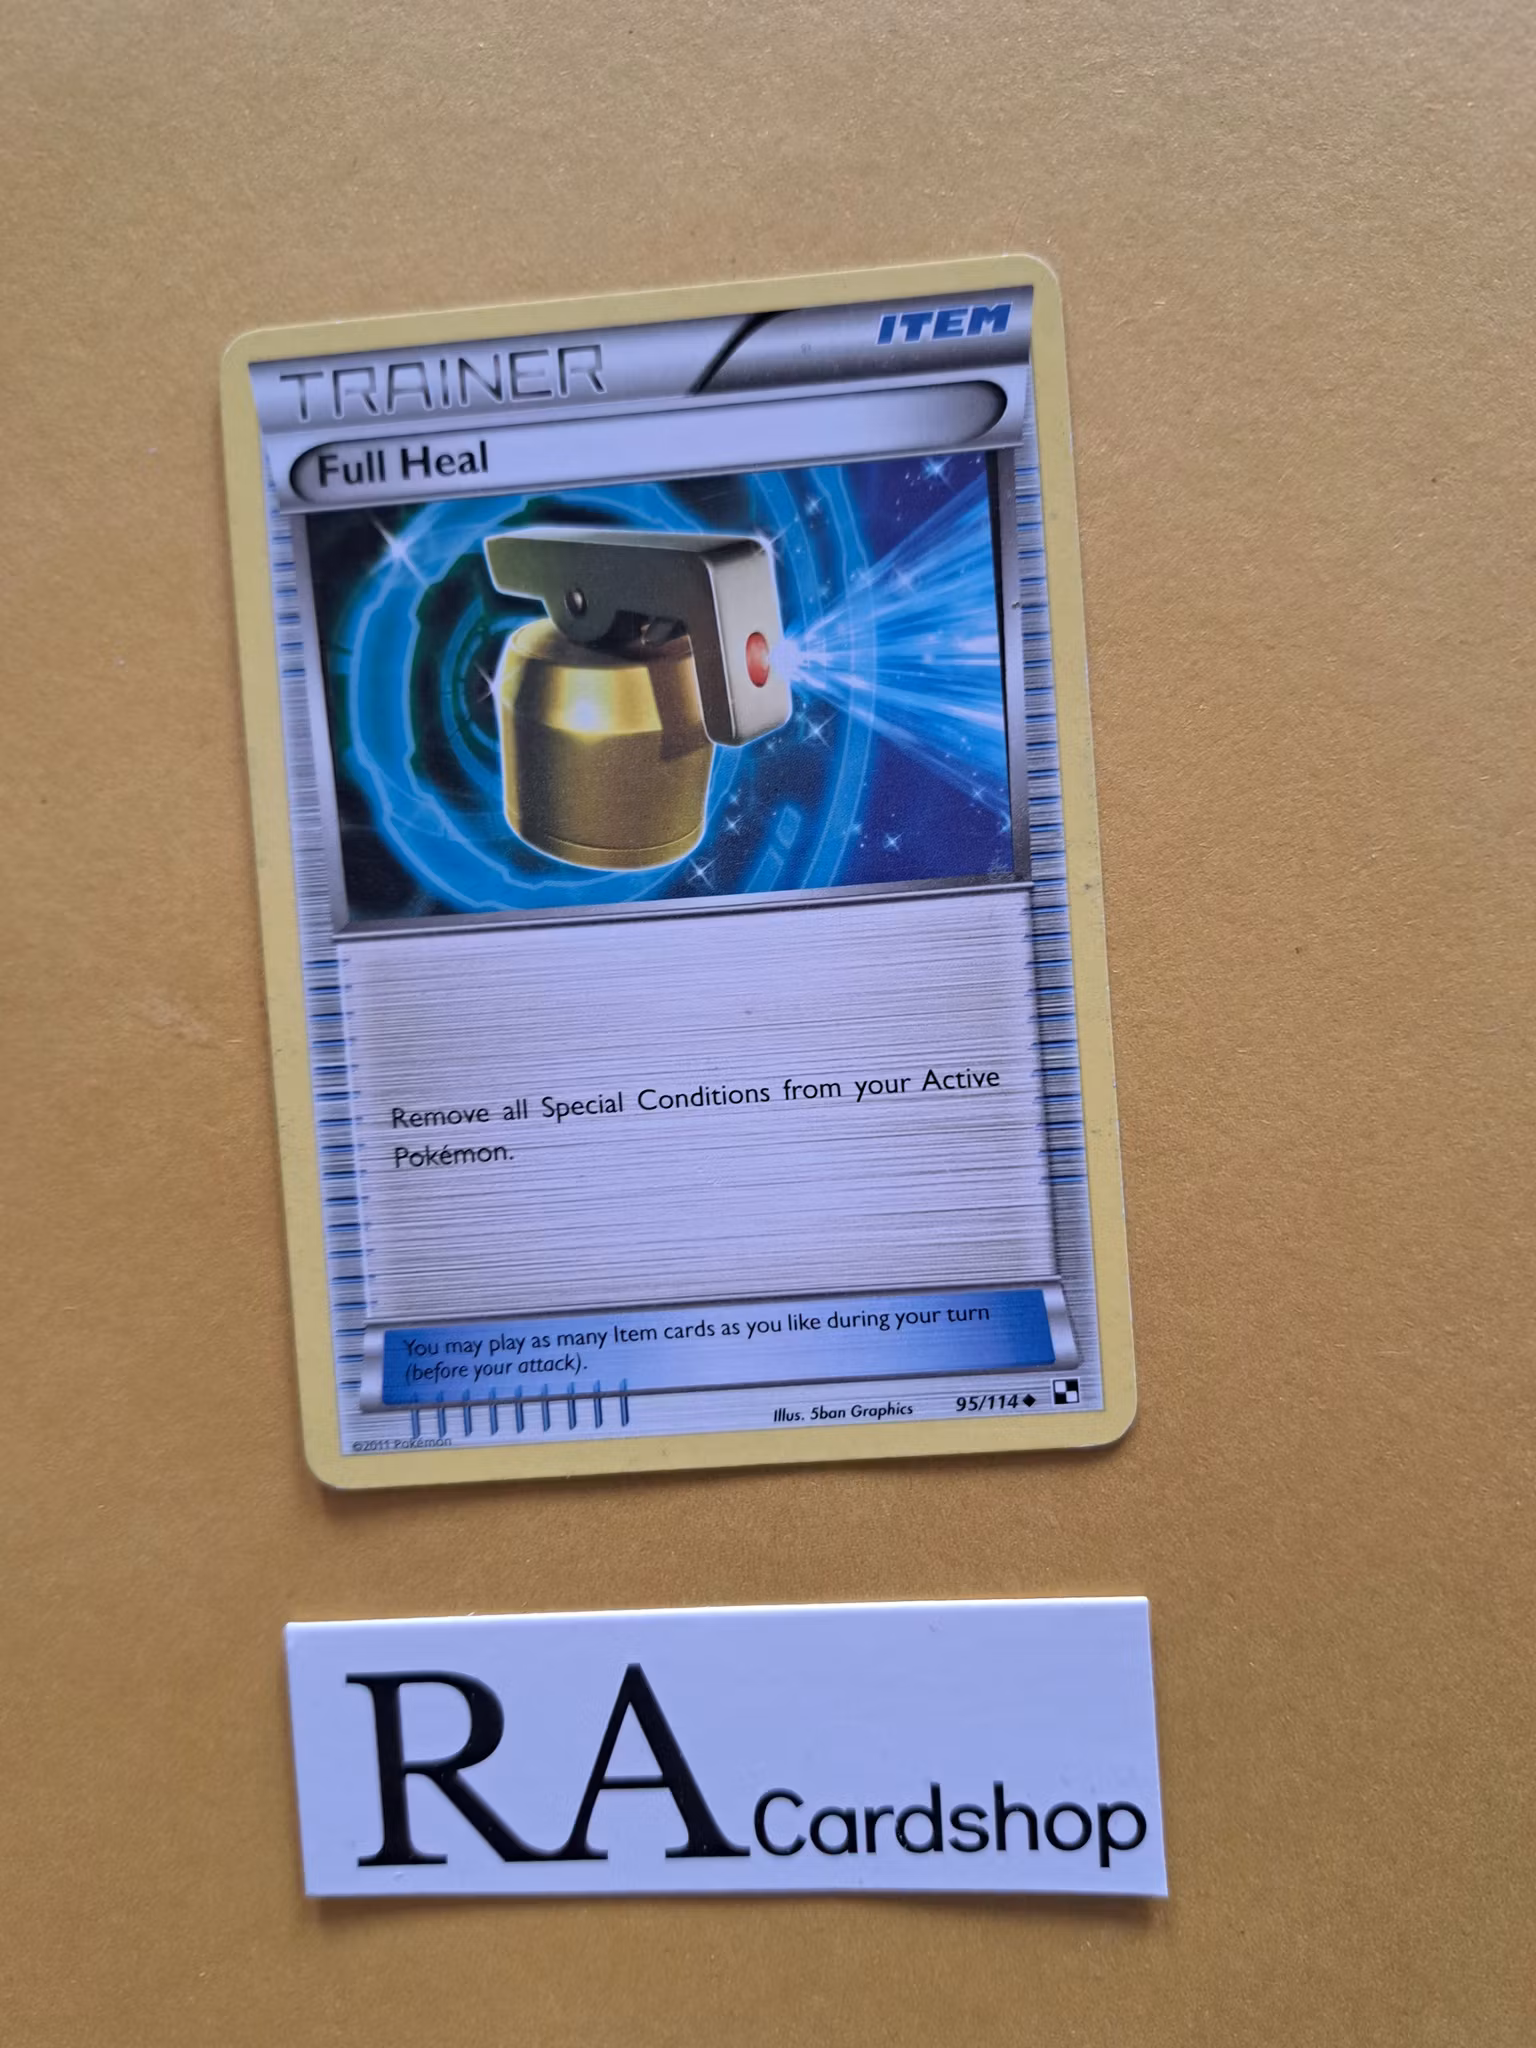 TRAINER
ITEM
Full Heal
Remove all Special Conditions from your Active
Pokémon.
You may play as many Item cards as you like during your turn
(before your attack).
Illus. 5ban Graphics 95/114◆
©2011 Pokémon
RA Cardshop